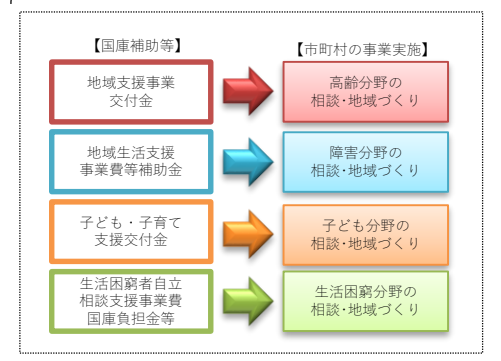 【国庫補助等】
【市町村の事業実施】
地域支援事業
交付金
高齢分野の
相談･地域づくり
地域生活支援
事業費等補助金
障害分野の
相談･地域づくり
子ども・子育て
支援交付金
子ども分野の
相談･地域づくり
生活困窮者自立
相談支援事業費
国庫負担金等
生活困窮分野の
相談･地域づくり